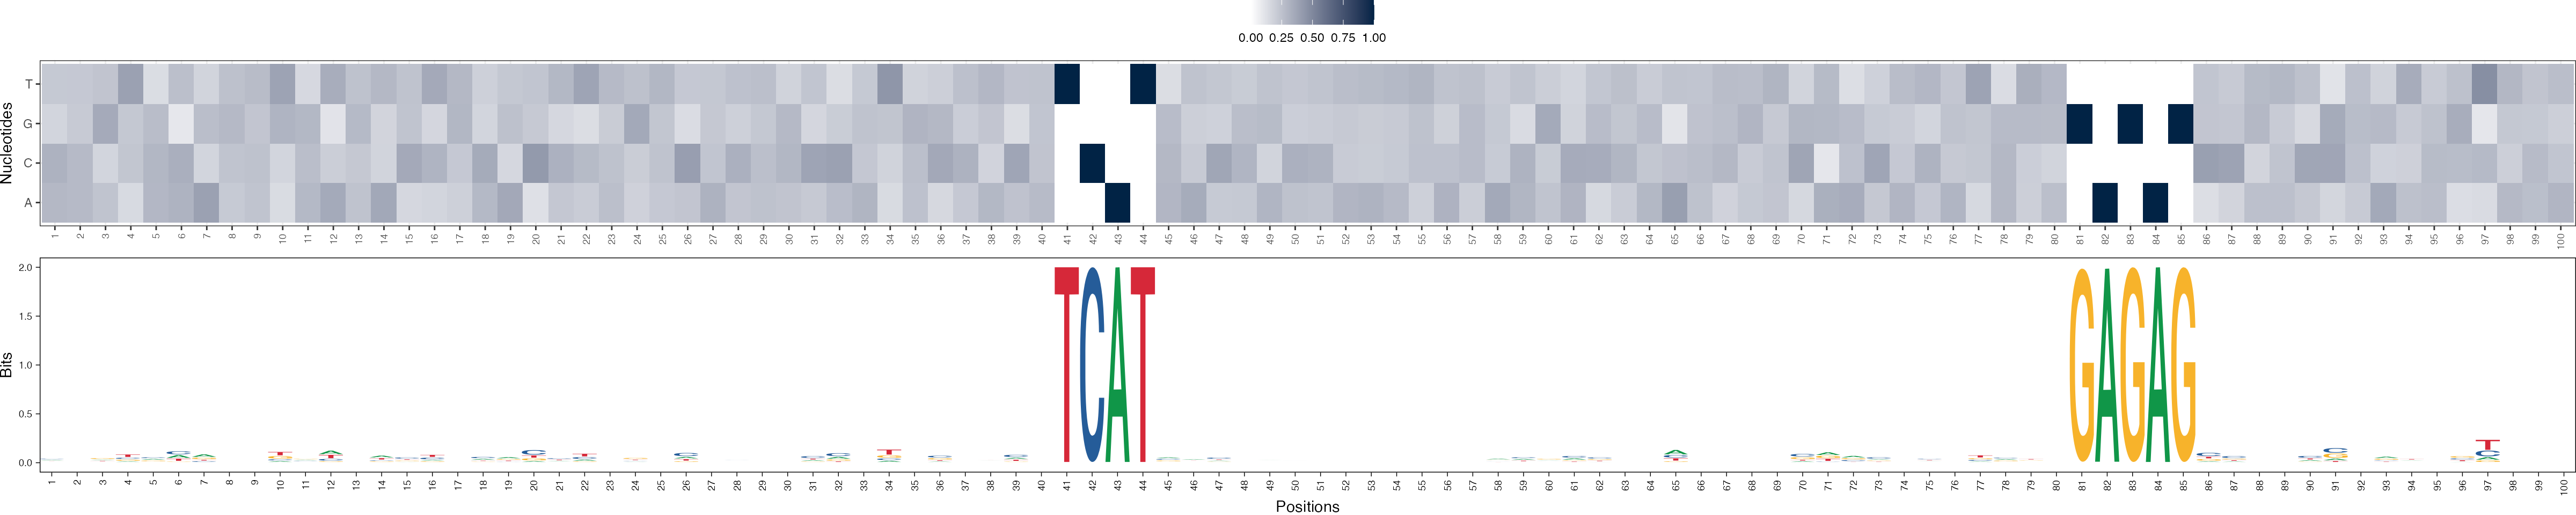 0.00 0.25 0.50 0.75 1.00
Nucleotides
T
G
C
A
1 2 3 4 5 6 7 8 9 10 11 12 13 14 15 16 17 18 19 20 21 22 23 24 25 26 27 28 29 30 31 32 33 34 35 36 37 38 39 40 41 42 43 44 45 46 47 48 49 50 51 52 53 54 55 56 57 58 59 60 61 62 63 64 65 66 67 68 69 70 71 72 73 74 75 76 77 78 79 80 81 82 83 84 85 86 87 88 89 90 91 92 93 94 95 96 97 98 99 100
Bits
2.0
1.5
1.0
0.5
0.0
TCAT GAGAG
1 2 3 4 5 6 7 8 9 10 11 12 13 14 15 16 17 18 19 20 21 22 23 24 25 26 27 28 29 30 31 32 33 34 35 36 37 38 39 40 41 42 43 44 45 46 47 48 49 50 51 52 53 54 55 56 57 58 59 60 61 62 63 64 65 66 67 68 69 70 71 72 73 74 75 76 77 78 79 80 81 82 83 84 85 86 87 88 89 90 91 92 93 94 95 96 97 98 99 100
Positions